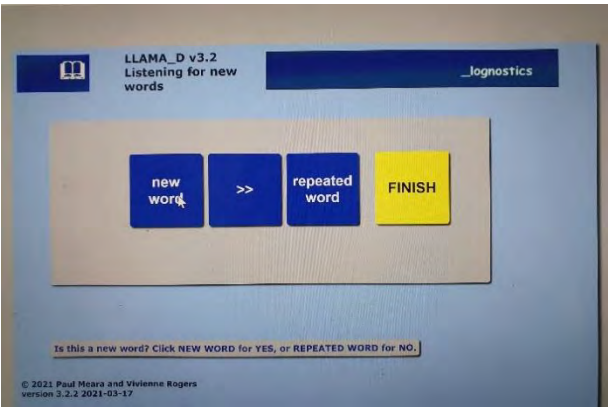 LLAMA_D v3.2
Listening for new
words
_lognostics
new
word
>>
repeated
word
FINISH
Is this a new word? Click NEW WORD for YES, or REPEATED WORD for NO.
© 2021 Paul Meara and Vivienne Rogers
version 3.2.2 2021-03-17